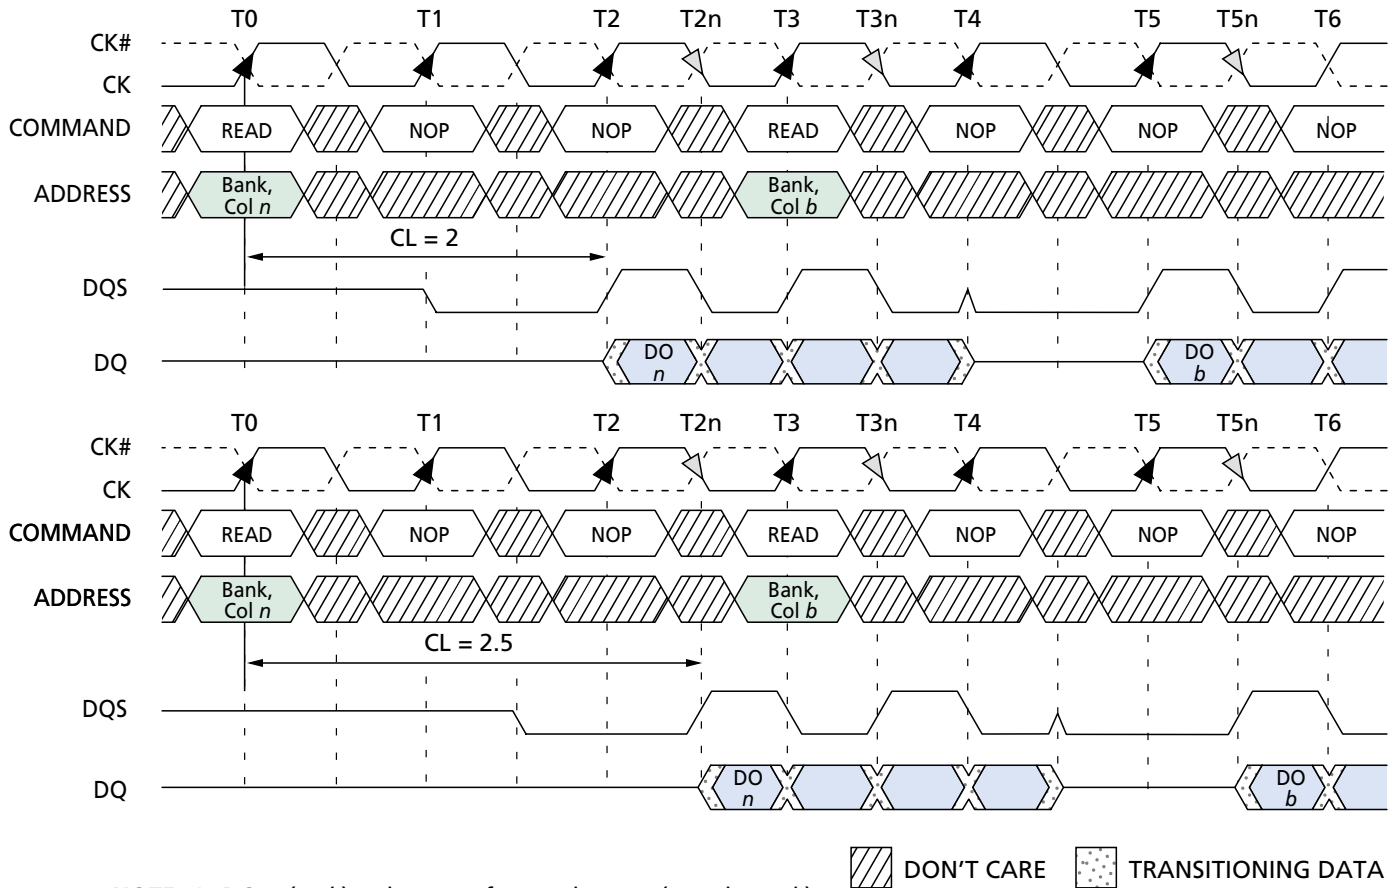 T0 T1 T2 T2n T3 T3n T4 T5 T5n T6
CK#
CK
COMMAND READ NOP NOP READ NOP NOP NOP
ADDRESS Bank, Col n Bank, Col b
CL = 2
DQS
DQ DO n DO b
T0 T1 T2 T2n T3 T3n T4 T5 T5n T6
CK#
CK
COMMAND READ NOP NOP READ NOP NOP NOP
ADDRESS Bank, Col n Bank, Col b
CL = 2.5
DQS
DQ DO n DO b
DON'T CARE TRANSITIONING DATA